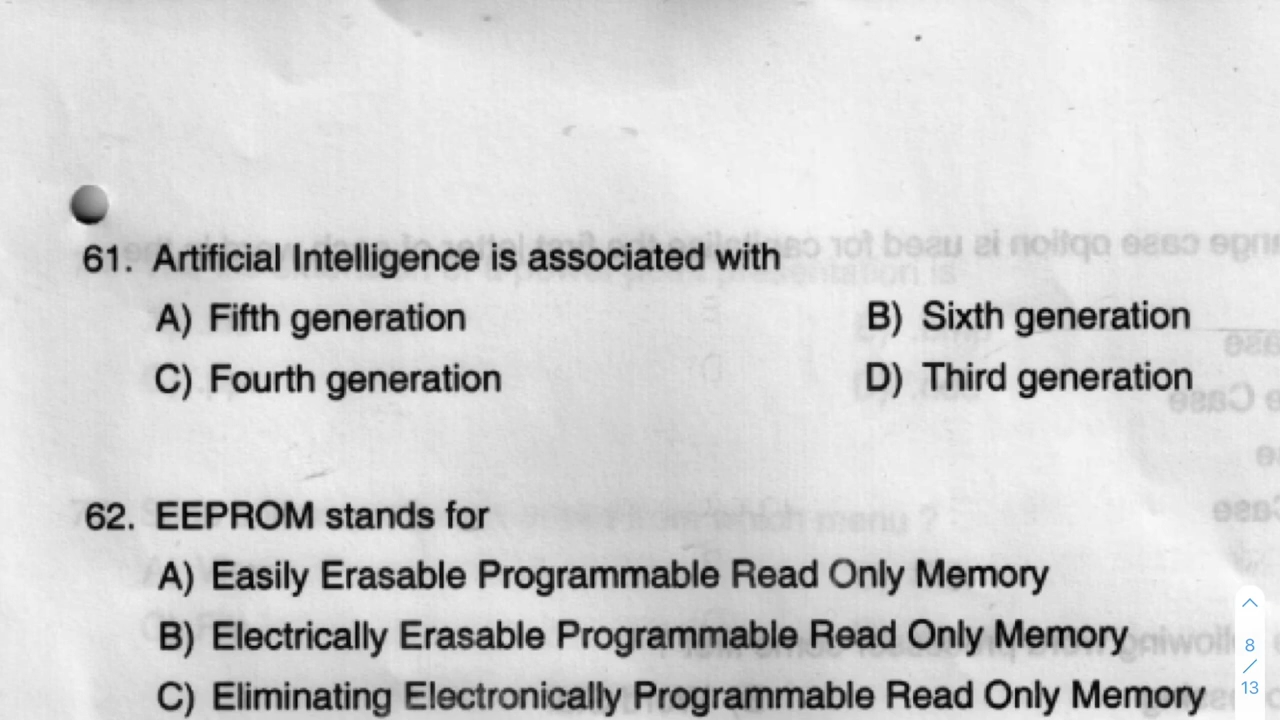 61. Artificial Intelligence is associated with
A) Fifth generation
B) Sixth generation
C) Fourth generation
D) Third generation
62. EEPROM stands for
A) Easily Erasable Programmable Read Only Memory
B) Electrically Erasable Programmable Read Only Memory
C) Eliminating Electronically Programmable Read Only Memory
8
/
13